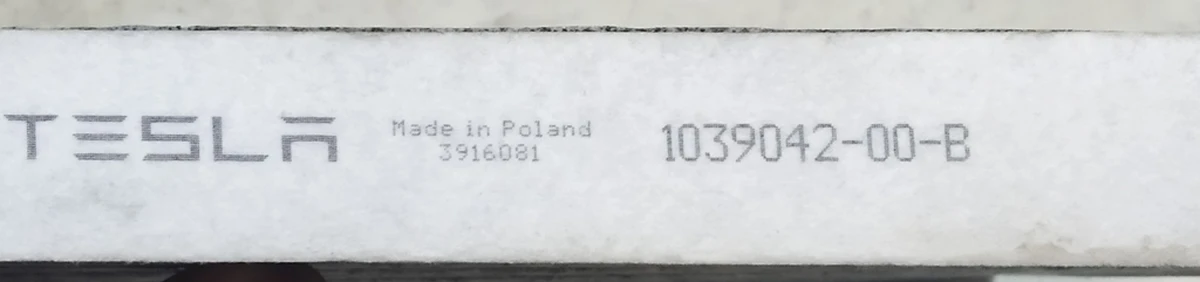 TESLA
Made in Poland
3916081
1039042-00-B